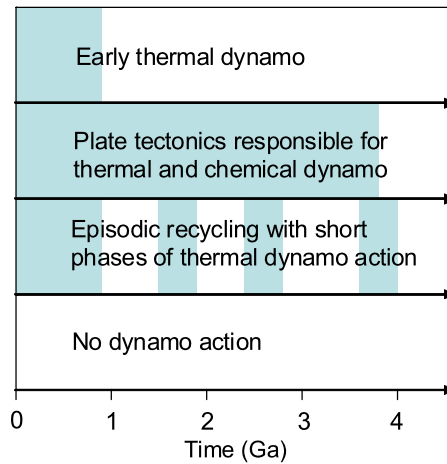 Early thermal dynamo
Plate tectonics responsible for
thermal and chemical dynamo
Episodic recycling with short
phases of thermal dynamo action
No dynamo action
0 1 2 3 4
Time (Ga)